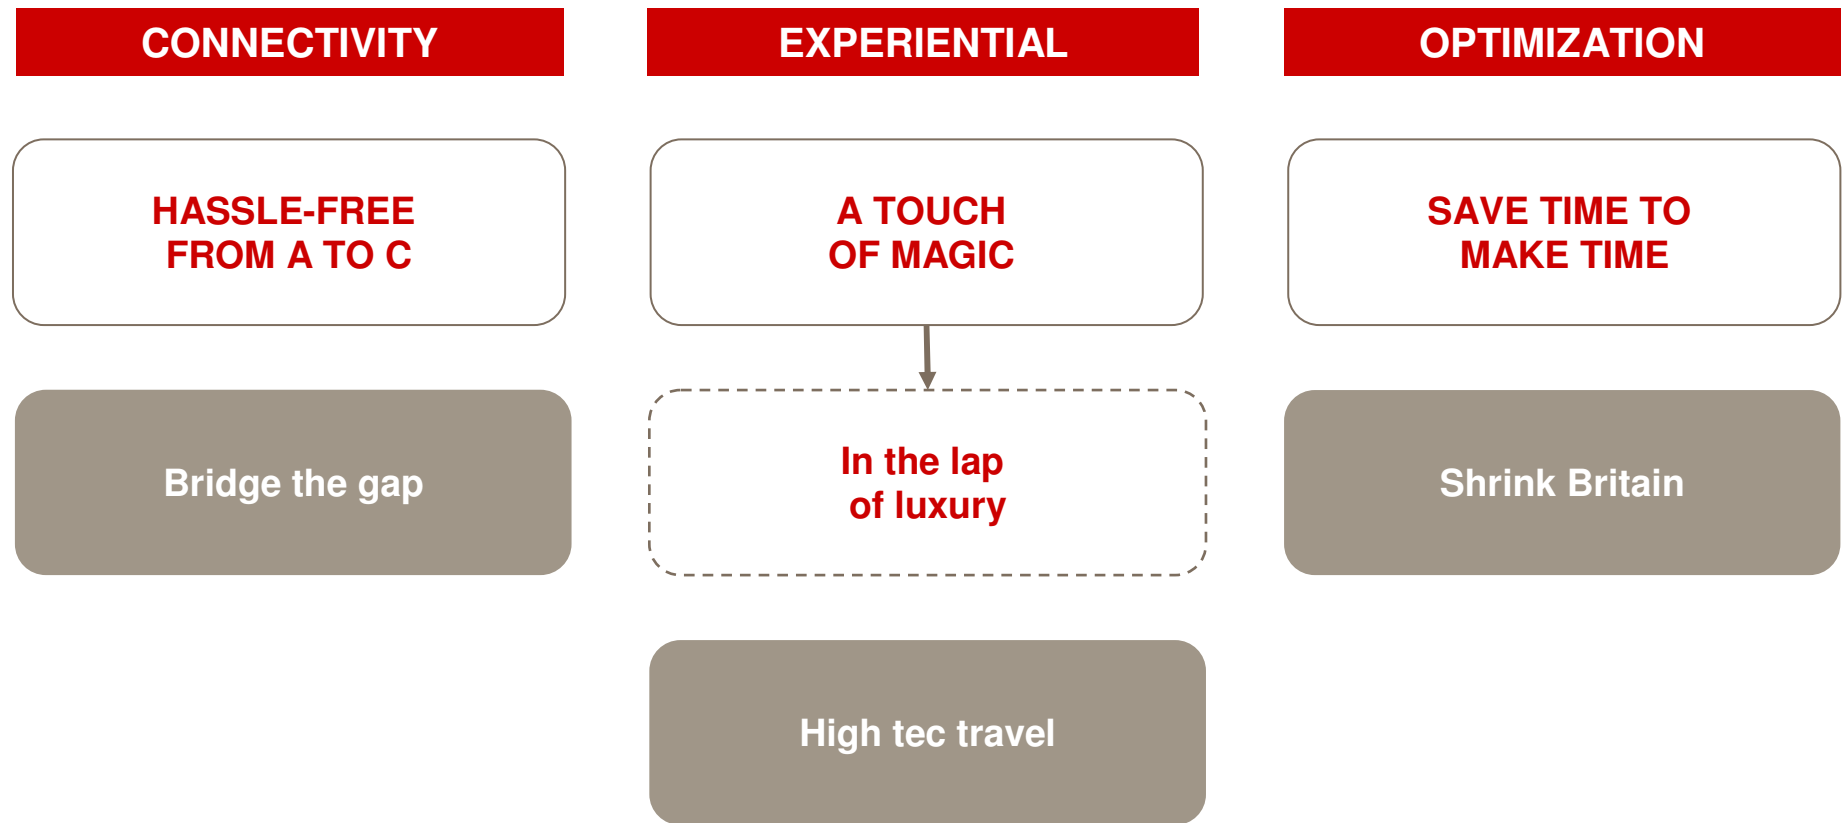 CONNECTIVITY
EXPERIENTIAL
OPTIMIZATION
HASSLE-FREE
FROM A TO C
A TOUCH
OF MAGIC
SAVE TIME TO
MAKE TIME
Bridge the gap
In the lap
of luxury
Shrink Britain
High tec travel